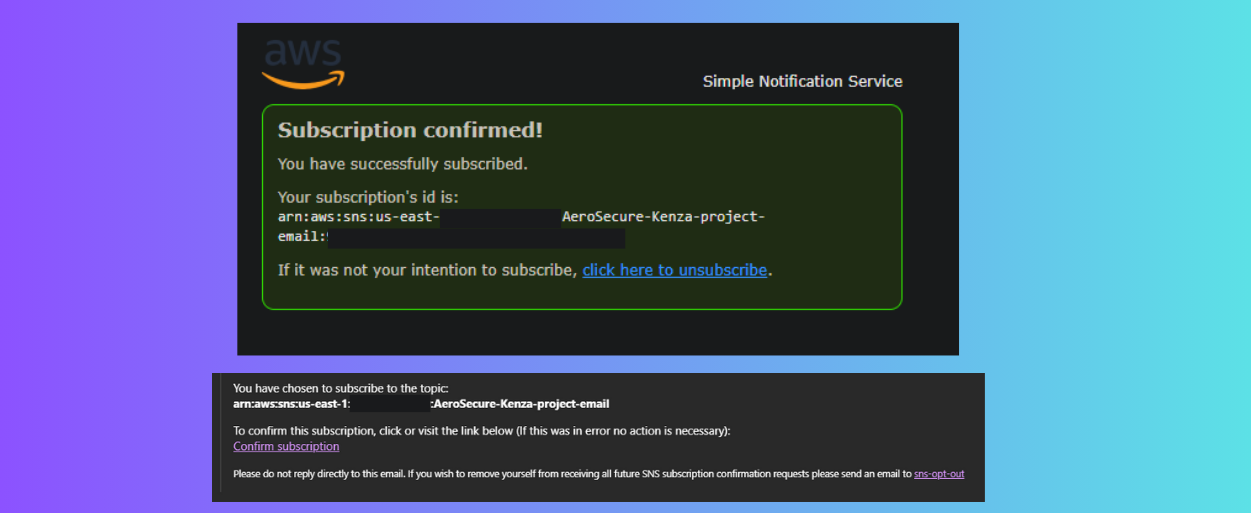 aws
Simple Notification Service
Subscription confirmed!
You have successfully subscribed.
Your subscription's id is:
arn:aws:sns:us-east- AeroSecure-Kenza-project-
email:
If it was not your intention to subscribe, click here to unsubscribe.
You have chosen to subscribe to the topic:
arn:aws:sns:us-east-1: :AeroSecure-Kenza-project-email
To confirm this subscription, click or visit the link below (If this was in error no action is necessary):
Confirm subscription
Please do not reply directly to this email. If you wish to remove yourself from receiving all future SNS subscription confirmation requests please send an email to sns-opt-out